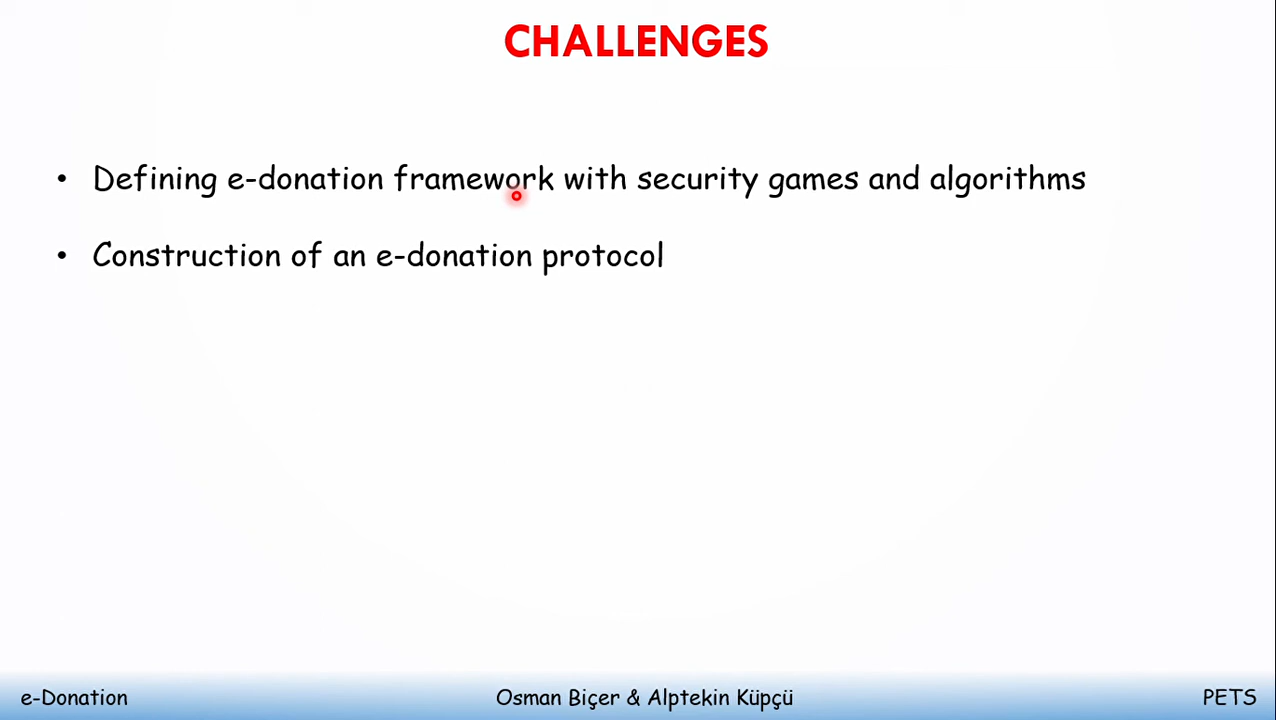 CHALLENGES
• Defining e-donation framework with security games and algorithms
• Construction of an e-donation protocol
e-Donation
Osman Biçer & Alptekin Küpçü
PETS